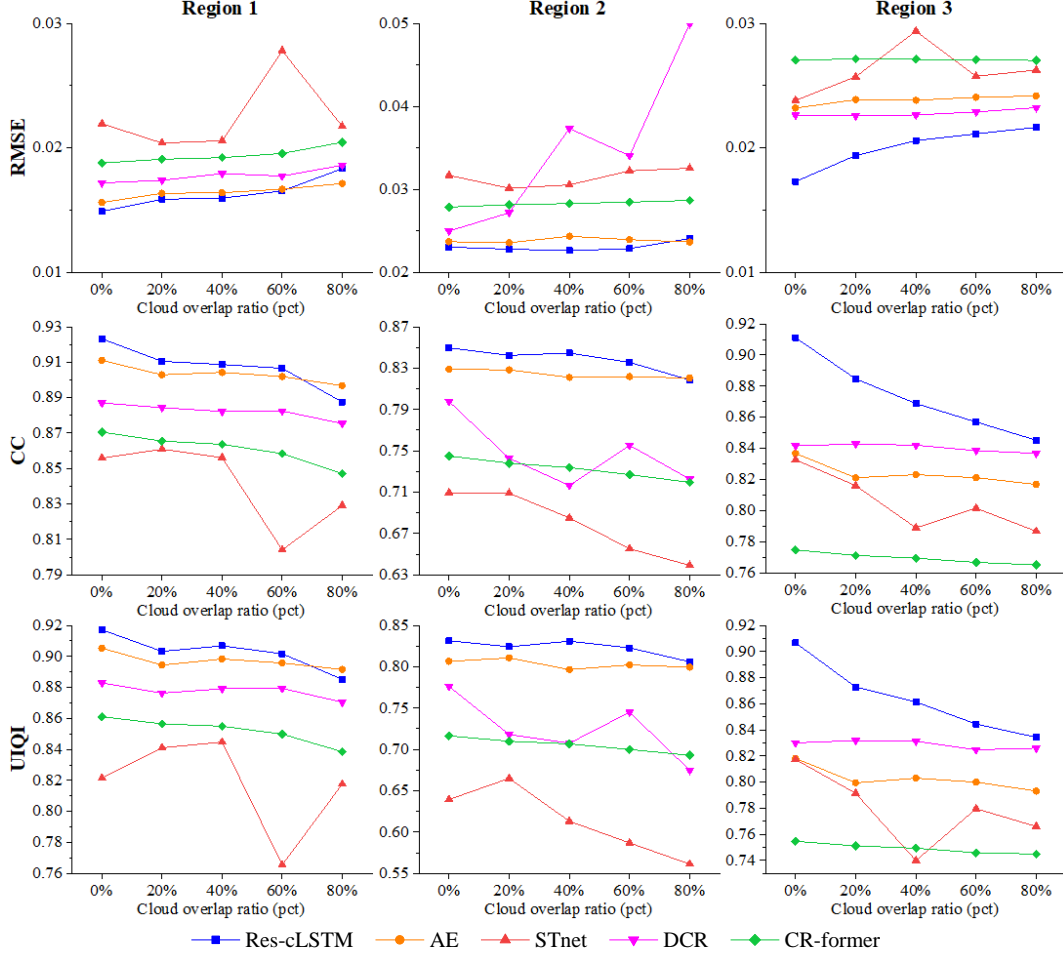 Region 1
Region 2
Region 3
RMSE
0.03
0.02
0.01
0% 20% 40% 60% 80%
Cloud overlap ratio (pct)
0.05
0.04
0.03
0.02
0% 20% 40% 60% 80%
Cloud overlap ratio (pct)
0.03
0.02
0.01
0% 20% 40% 60% 80%
Cloud overlap ratio (pct)
CC
0.93
0.91
0.89
0.87
0.85
0.83
0.81
0.79
0% 20% 40% 60% 80%
Cloud overlap ratio (pct)
0.87
0.83
0.79
0.75
0.71
0.67
0.63
0% 20% 40% 60% 80%
Cloud overlap ratio (pct)
0.92
0.90
0.88
0.86
0.84
0.82
0.80
0.78
0.76
0% 20% 40% 60% 80%
Cloud overlap ratio (pct)
UIQI
0.92
0.90
0.88
0.86
0.84
0.82
0.80
0.78
0.76
0% 20% 40% 60% 80%
Cloud overlap ratio (pct)
0.85
0.80
0.75
0.70
0.65
0.60
0.55
0% 20% 40% 60% 80%
Cloud overlap ratio (pct)
0.92
0.90
0.88
0.86
0.84
0.82
0.80
0.78
0.76
0.74
0% 20% 40% 60% 80%
Cloud overlap ratio (pct)
Res-cLSTM AE STnet DCR CR-former